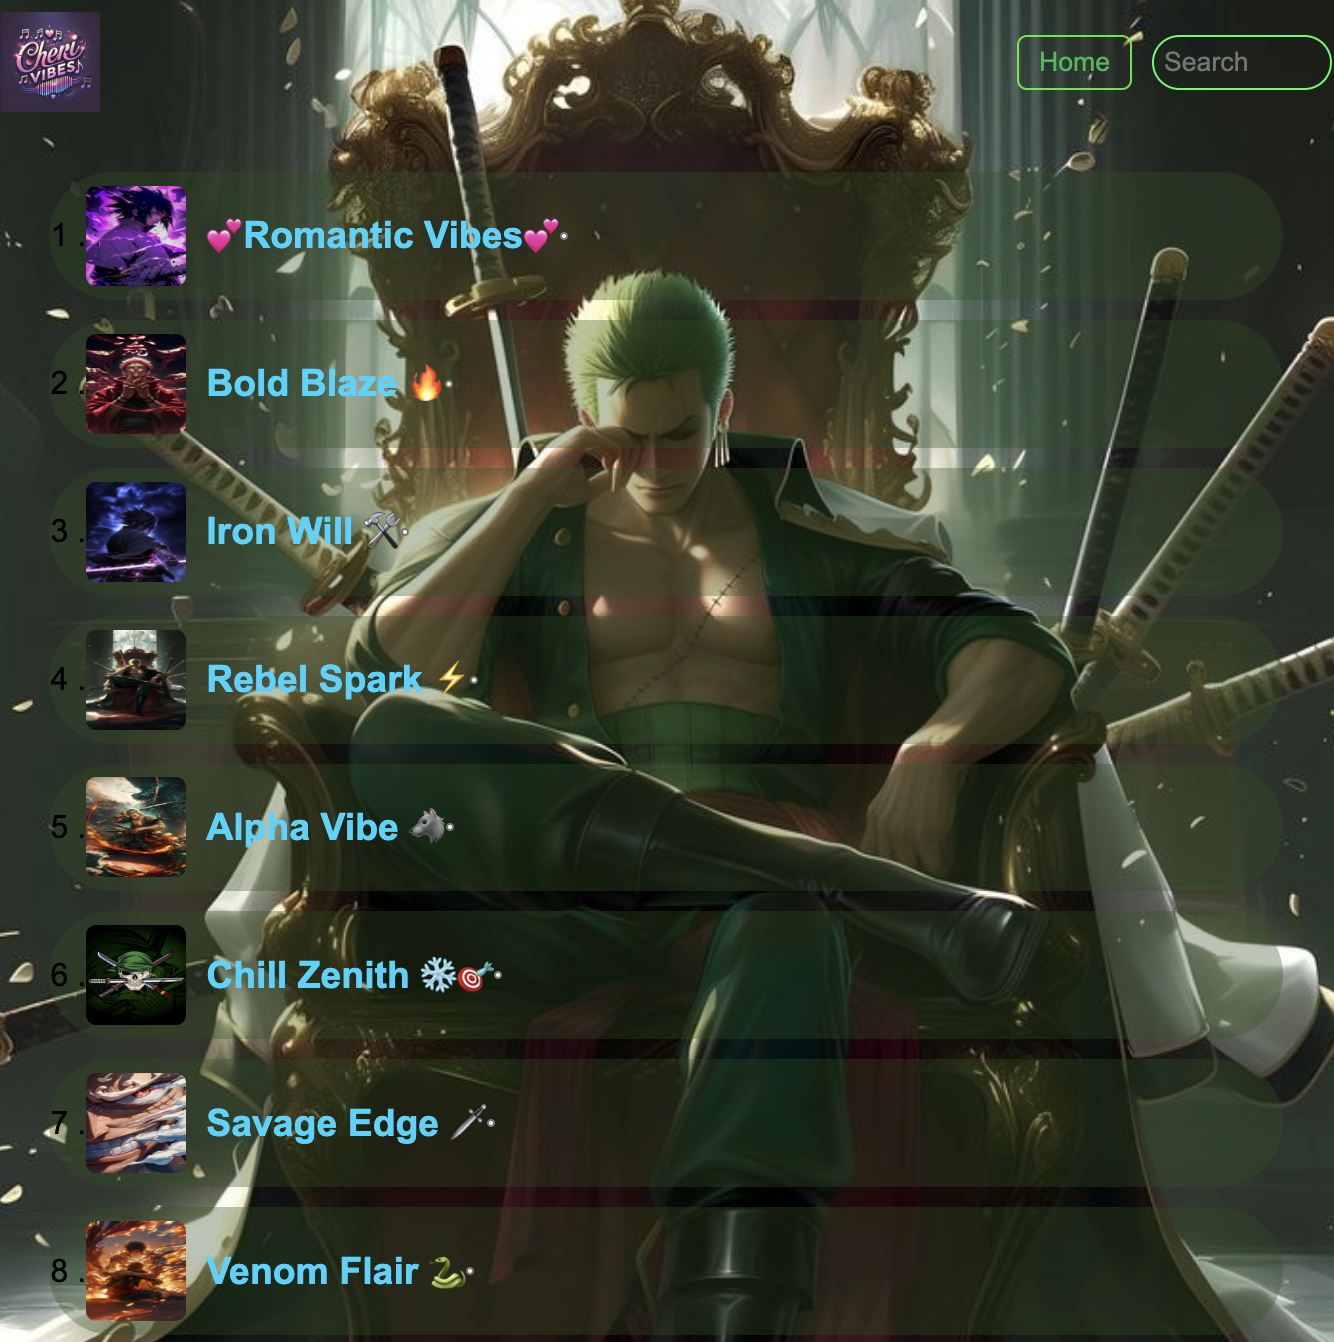 Cheri
VIBES
Home
Search
1 .
💕Romantic Vibes💕
2 .
Bold Blaze 🔥
3 .
Iron Will 🛠
4 .
Rebel Spark ⚡
5 .
Alpha Vibe 🐺
6 .
Chill Zenith ❄️🎯
7 .
Savage Edge 🗡
8 .
Venom Flair 🐍